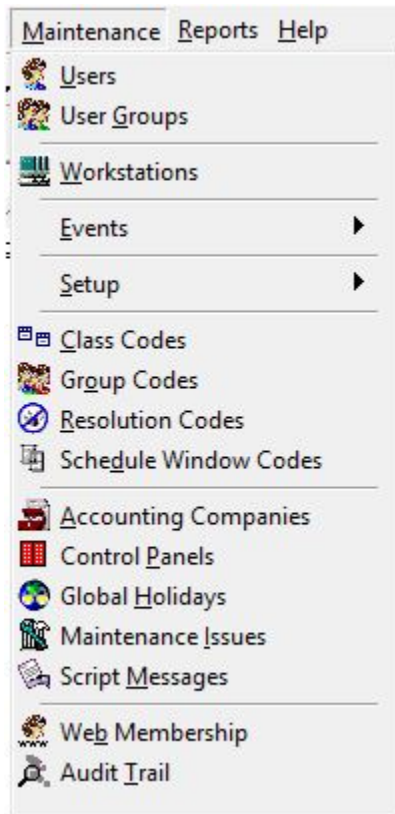 Maintenance Reports Help
Users
User Groups
Workstations
Events
Setup
Class Codes
Group Codes
Resolution Codes
Schedule Window Codes
Accounting Companies
Control Panels
Global Holidays
Maintenance Issues
Script Messages
Web Membership
Audit Trail